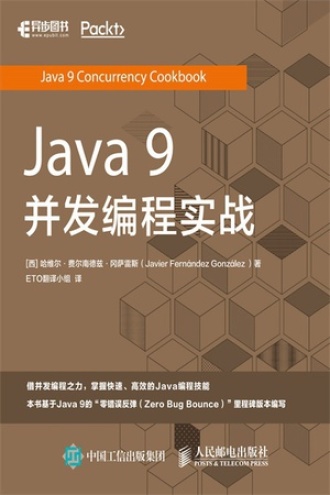 异步图书
www.epubit.com
Packt>
Java 9 Concurrency Cookbook
Java 9
并发编程实战
[西] 哈维尔·费尔南德兹·冈萨雷斯（Javier Fernández González）著
ETO翻译小组 译
借并发编程之力，掌握快速、高效的Java编程技能
本书基于Java 9的“零错误反弹（Zero Bug Bounce）”里程碑版本编写
中国工信出版集团
人民邮电出版社
POSTS & TELECOM PRESS